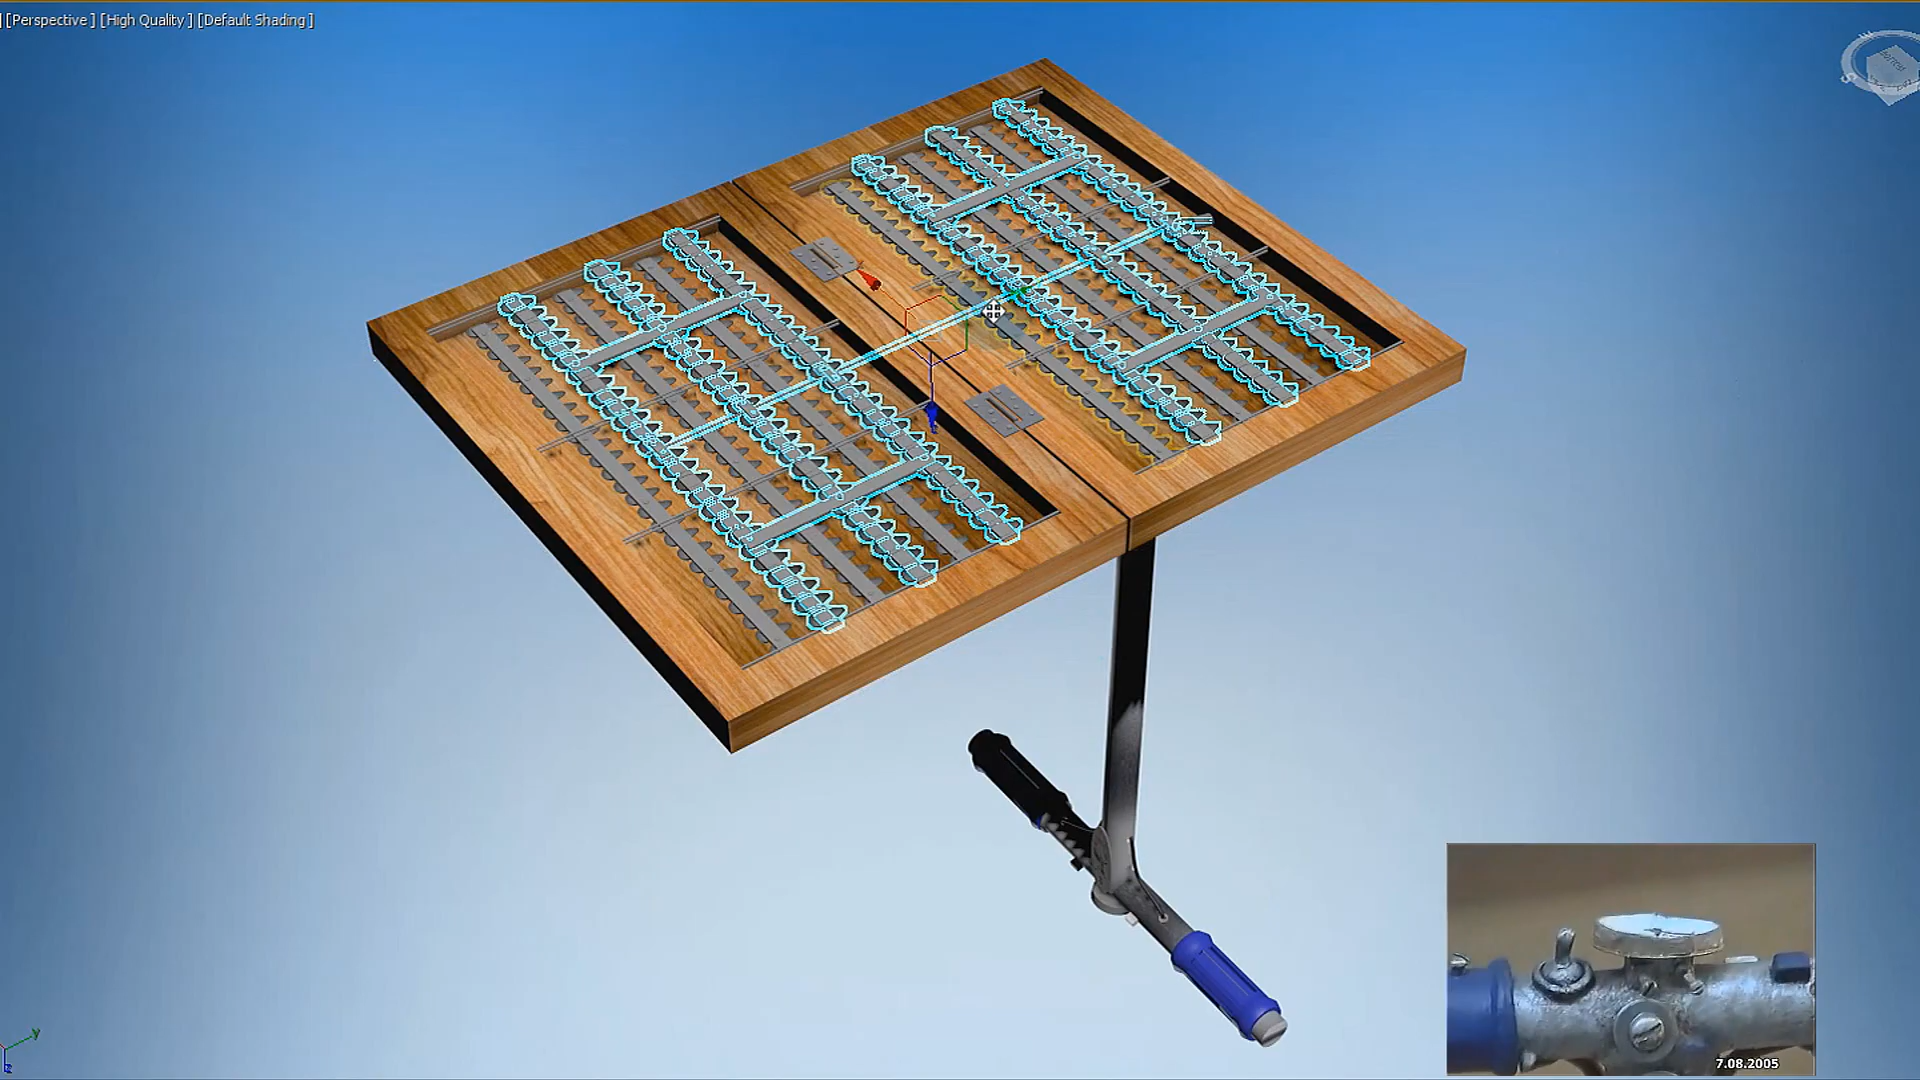 [Perspective ] [High Quality ] [Default Shading ]
7.08.2005